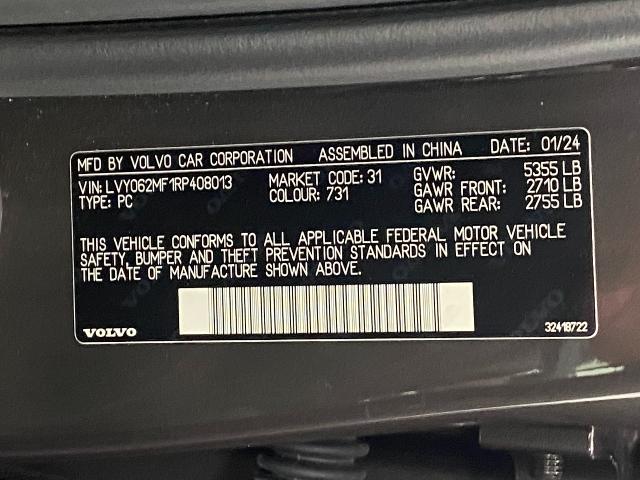 MFD BY VOLVO CAR CORPORATION ASSEMBLED IN CHINA DATE: 01/24
VIN: LVY062MF1RP408013 MARKET CODE: 31 GVWR: 5355 LB
TYPE: PC COLOUR: 731 GAWR FRONT: 2710 LB
GAWR REAR: 2755 LB
THIS VEHICLE CONFORMS TO ALL APPLICABLE FEDERAL MOTOR VEHICLE
SAFETY, BUMPER AND THEFT PREVENTION STANDARDS IN EFFECT ON
THE DATE OF MANUFACTURE SHOWN ABOVE.
VOLVO 32418722